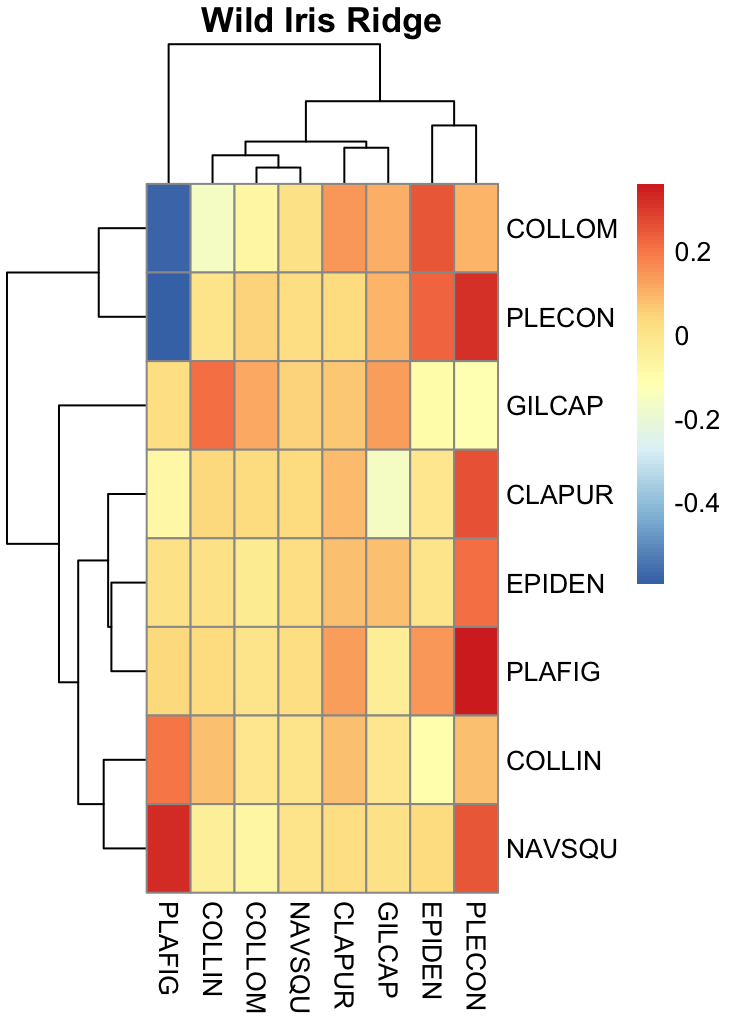 Wild Iris Ridge
COLLOM
PLECON
GILCAP
CLAPUR
EPIDEN
PLAFIG
COLLIN
NAVSQU
0.2
0
-0.2
-0.4
PLAFIG
COLLIN
COLLOM
NAVSQU
CLAPUR
GILCAP
EPIDEN
PLECON